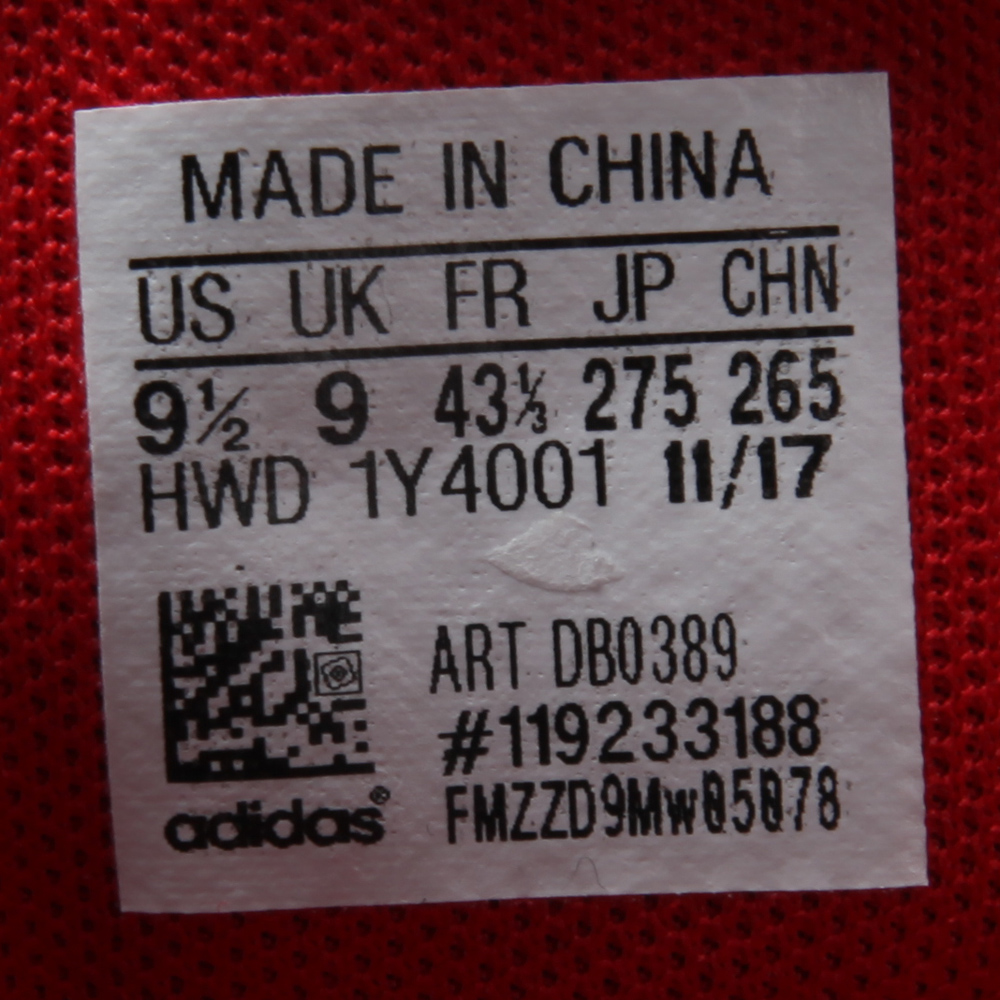 MADE IN CHINA
US UK FR JP CHN
9½ 9 43⅓ 275 265
HWD 1Y4001 11/17
ART DB0389
#119233188
adidas®
FMZZD9Mw05078